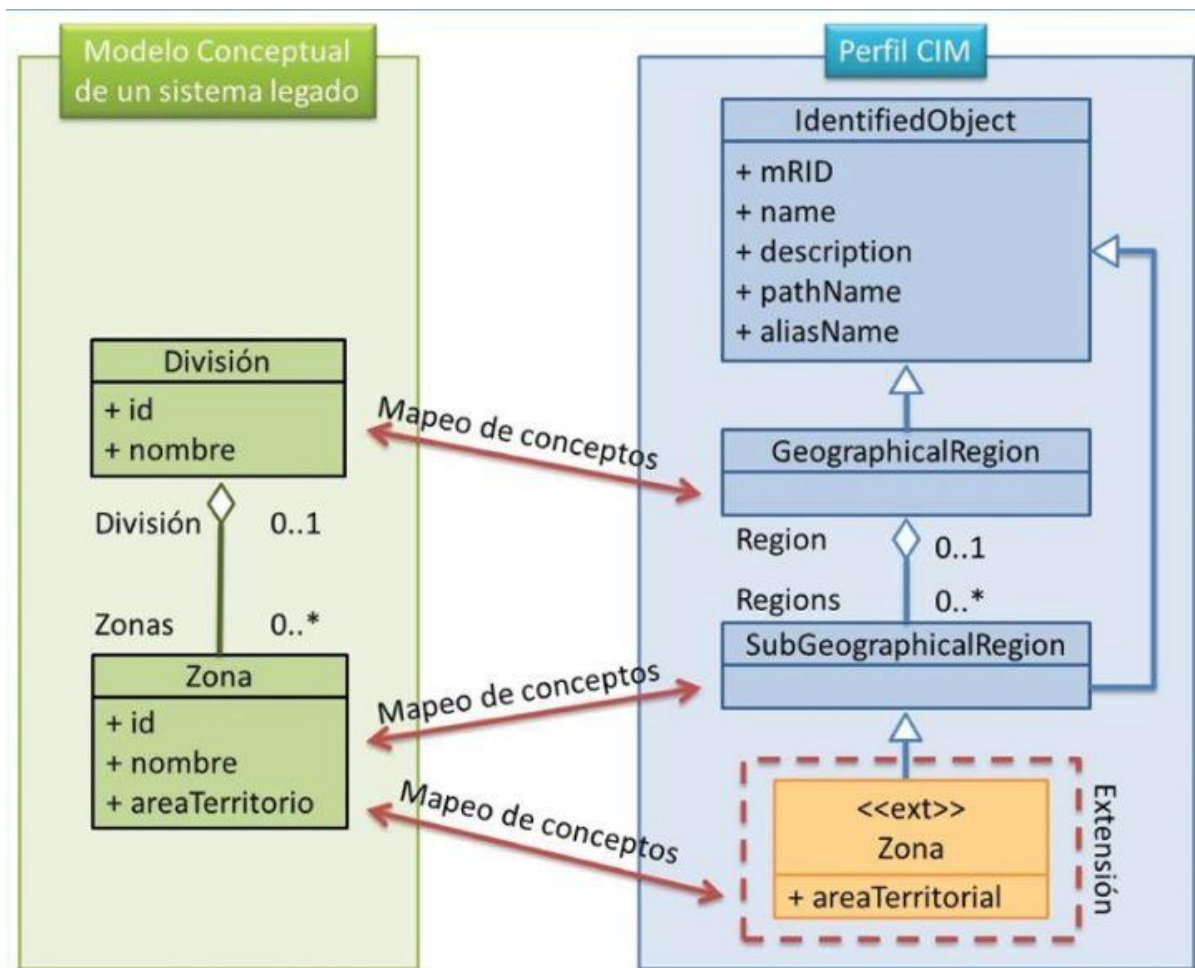 Modelo Conceptual
de un sistema legado
División
+ id
+ nombre
División 0..1
Zonas 0..*
Zona
+ id
+ nombre
+ areaTerritorio
Mapeo de conceptos
Mapeo de conceptos
Mapeo de conceptos
Perfil CIM
IdentifiedObject
+ mRID
+ name
+ description
+ pathName
+ aliasName
GeographicalRegion
Region 0..1
Regions 0..*
SubGeographicalRegion
<<ext>>
Zona
+ areaTerritorial
Extensión